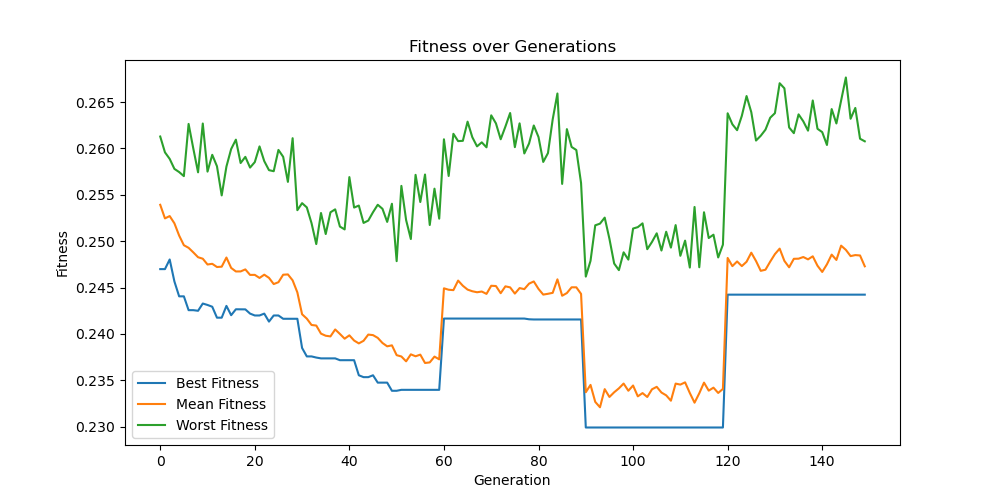 Fitness over Generations
0.265
0.260
0.255
0.250
0.245
0.240
0.235
0.230
Fitness
Best Fitness
Mean Fitness
Worst Fitness
0 20 40 60 80 100 120 140
Generation